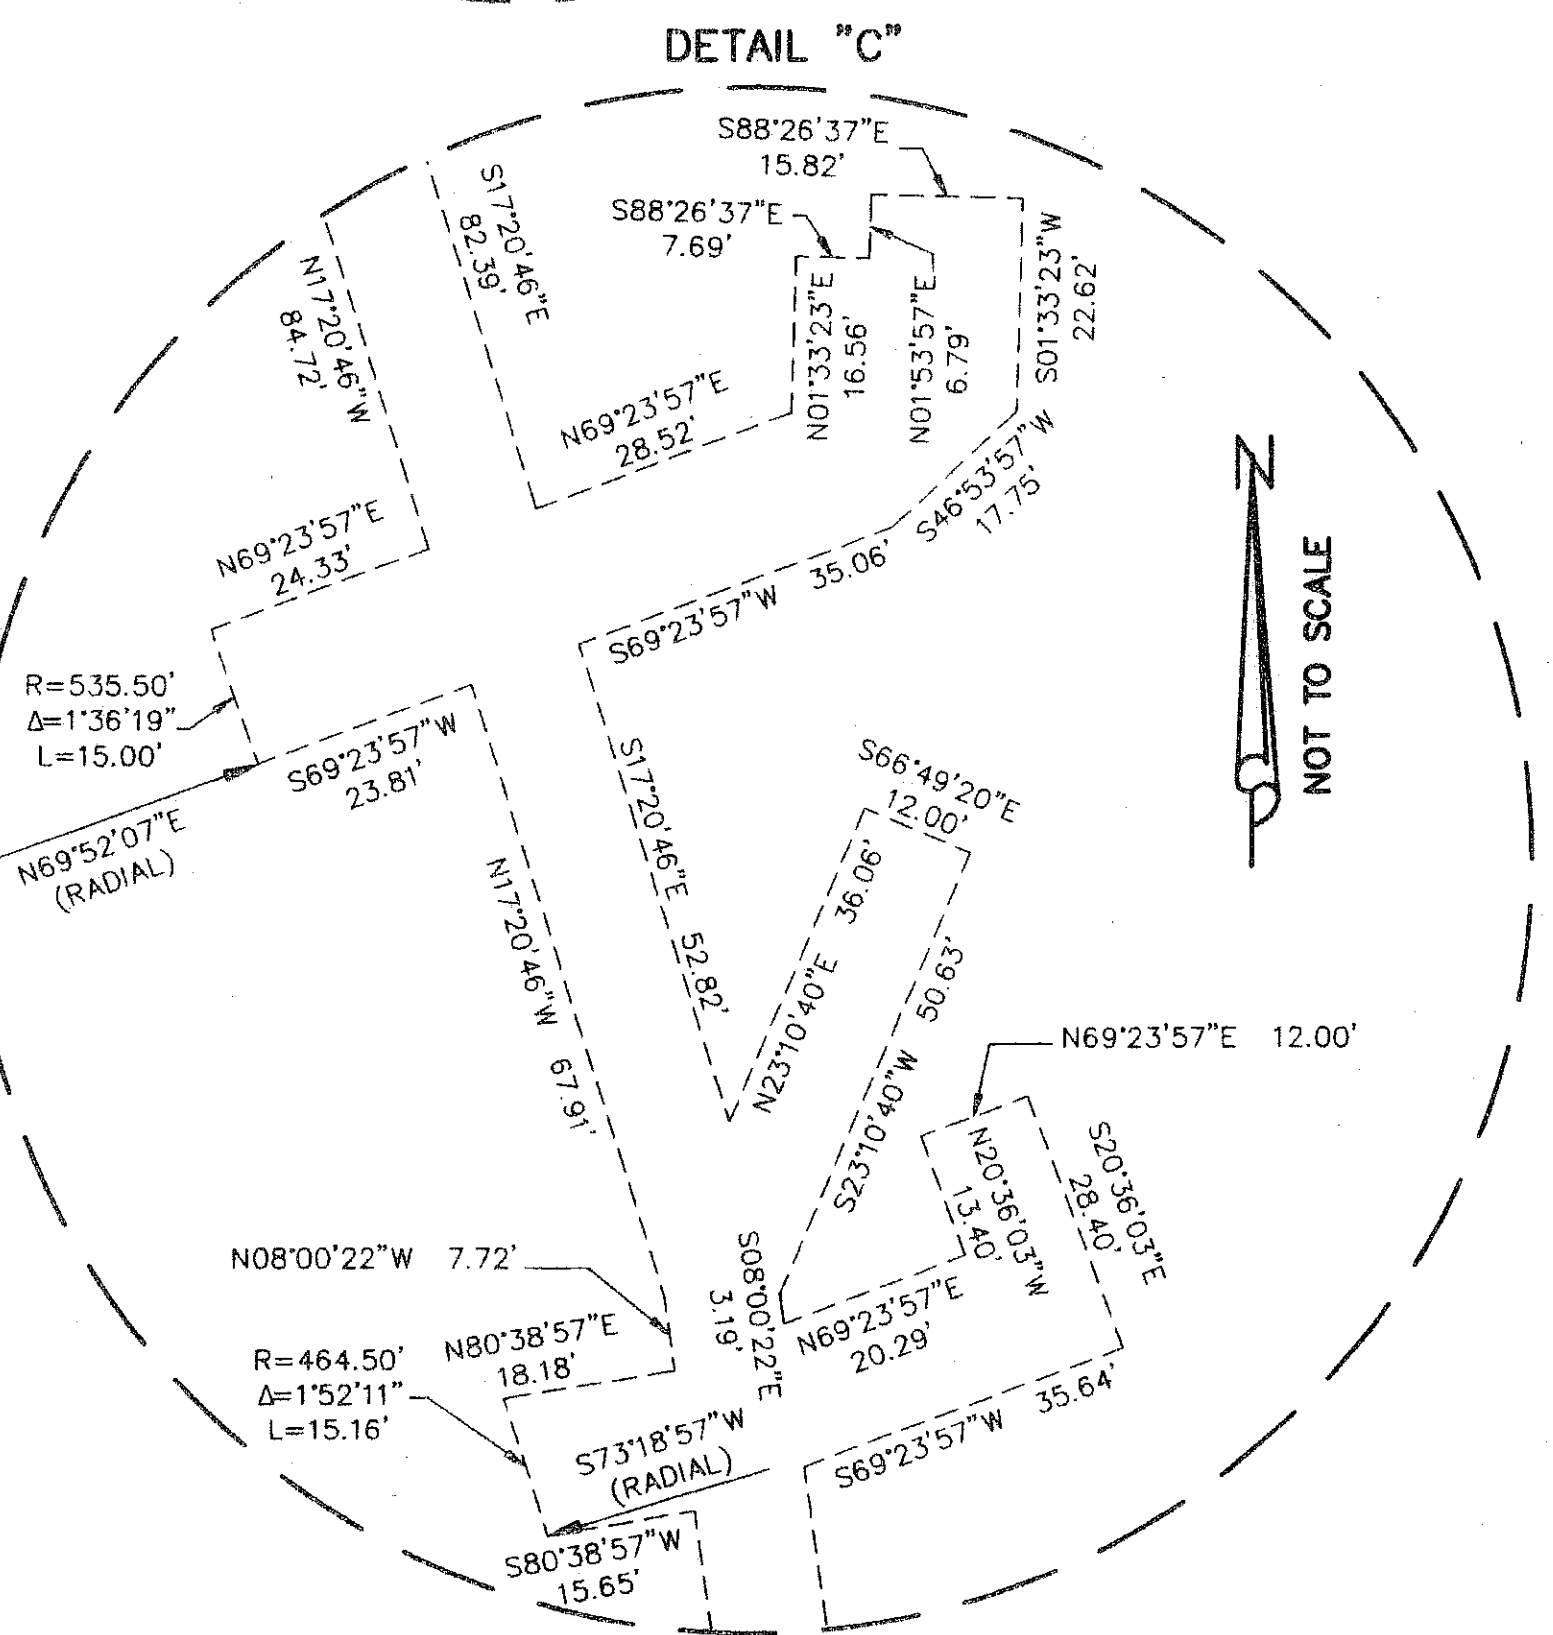 DETAIL "C"
S88°26'37"E
15.82'
S17°20'46"E
82.39'
S88°26'37"E
7.69'
N17°20'46"W
84.72'
N01°33'23"E
16.56'
N01°53'57"E
6.79'
S01°33'23"W
22.62'
N69°23'57"E
28.52'
S46°53'57"W
17.75'
N69°23'57"E
24.33'
S69°23'57"W 35.06'
N
NOT TO SCALE
R=535.50'
Δ=1°36'19"
L=15.00'
S69°23'57"W
23.81'
N69°52'07"E
(RADIAL)
S17°20'46"E 52.82'
S66°49'20"E
12.00'
N17°20'46"W 67.91'
N23°10'40"E 36.06'
S23°10'40"W 50.63'
N69°23'57"E 12.00'
N20°36'03"W
13.40'
S20°36'03"E
28.40'
N08°00'22"W 7.72'
S08°00'22"E
3.19'
N69°23'57"E
20.29'
N80°38'57"E
18.18'
R=464.50'
Δ=1°52'11"
L=15.16'
S73°18'57"W
(RADIAL)
S69°23'57"W 35.64'
S80°38'57"W
15.65'